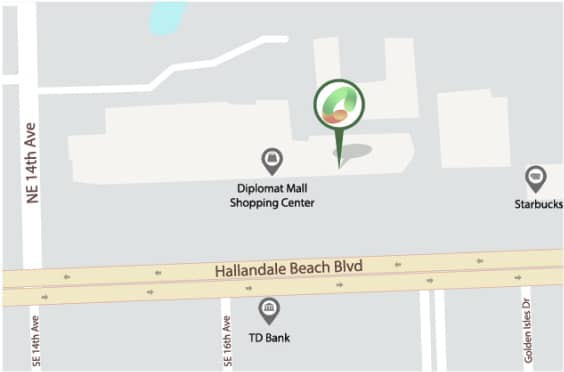 NE 14th Ave
Diplomat Mall
Shopping Center
Starbucks
Hallandale Beach Blvd
SE 14th Ave
SE 16th Ave
TD Bank
Golden Isles Dr